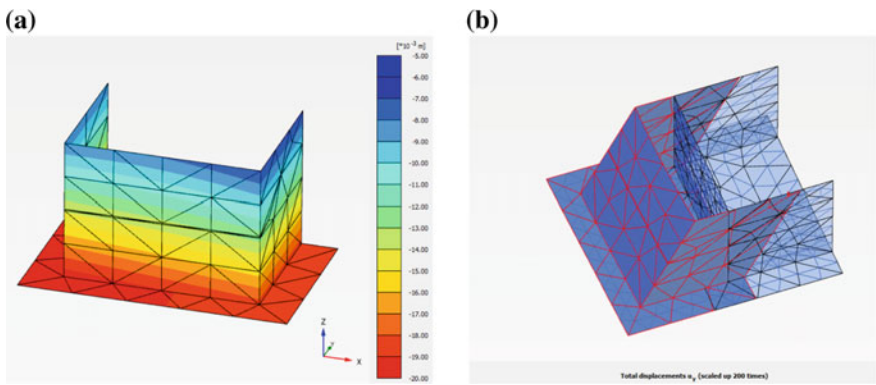 (a)
(b)
[*10⁻³ m]
-5.00
-6.00
-7.00
-8.00
-9.00
-10.00
-11.00
-12.00
-13.00
-14.00
-15.00
-16.00
-17.00
-18.00
-19.00
-20.00
Z
Y
X
Total displacements u_y (scaled up 200 times)